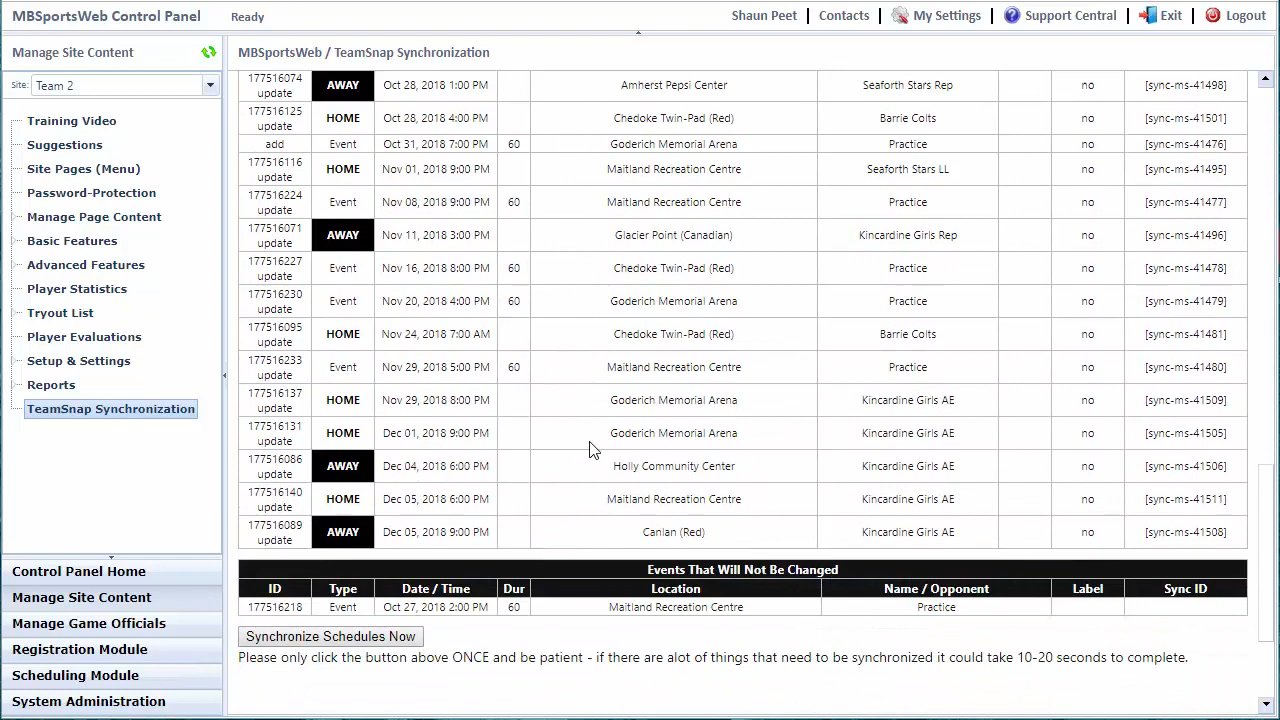 MBSportsWeb Control Panel Ready Shaun Peet Contacts My Settings Support Central Exit Logout
Manage Site Content
Site: Team 2
Training Video
Suggestions
Site Pages (Menu)
Password-Protection
Manage Page Content
Basic Features
Advanced Features
Player Statistics
Tryout List
Player Evaluations
Setup & Settings
Reports
TeamSnap Synchronization
Control Panel Home
Manage Site Content
Manage Game Officials
Registration Module
Scheduling Module
System Administration
MBSportsWeb / TeamSnap Synchronization
177516074 update AWAY Oct 28, 2018 1:00 PM Amherst Pepsi Center Seaforth Stars Rep no [sync-ms-41498]
177516125 update HOME Oct 28, 2018 4:00 PM Chedoke Twin-Pad (Red) Barrie Colts no [sync-ms-41501]
add Event Oct 31, 2018 7:00 PM 60 Goderich Memorial Arena Practice no [sync-ms-41476]
177516116 update HOME Nov 01, 2018 9:00 PM Maitland Recreation Centre Seaforth Stars LL no [sync-ms-41495]
177516224 update Event Nov 08, 2018 9:00 PM 60 Maitland Recreation Centre Practice no [sync-ms-41477]
177516071 update AWAY Nov 11, 2018 3:00 PM Glacier Point (Canadian) Kincardine Girls Rep no [sync-ms-41496]
177516227 update Event Nov 16, 2018 8:00 PM 60 Chedoke Twin-Pad (Red) Practice no [sync-ms-41478]
177516230 update Event Nov 20, 2018 4:00 PM 60 Goderich Memorial Arena Practice no [sync-ms-41479]
177516095 update HOME Nov 24, 2018 7:00 AM Chedoke Twin-Pad (Red) Barrie Colts no [sync-ms-41481]
177516233 update Event Nov 29, 2018 5:00 PM 60 Maitland Recreation Centre Practice no [sync-ms-41480]
177516137 update HOME Nov 29, 2018 8:00 PM Goderich Memorial Arena Kincardine Girls AE no [sync-ms-41509]
177516131 update HOME Dec 01, 2018 9:00 PM Goderich Memorial Arena Kincardine Girls AE no [sync-ms-41505]
177516086 update AWAY Dec 04, 2018 6:00 PM Holly Community Center Kincardine Girls AE no [sync-ms-41506]
177516140 update HOME Dec 05, 2018 6:00 PM Maitland Recreation Centre Kincardine Girls AE no [sync-ms-41511]
177516089 update AWAY Dec 05, 2018 9:00 PM Canian (Red) Kincardine Girls AE no [sync-ms-41508]
Events That Will Not Be Changed
ID Type Date / Time Dur Location Name / Opponent Label Sync ID
177516218 Event Oct 27, 2018 2:00 PM 60 Maitland Recreation Centre Practice
Synchronize Schedules Now
Please only click the button above ONCE and be patient - if there are alot of things that need to be synchronized it could take 10-20 seconds to complete.